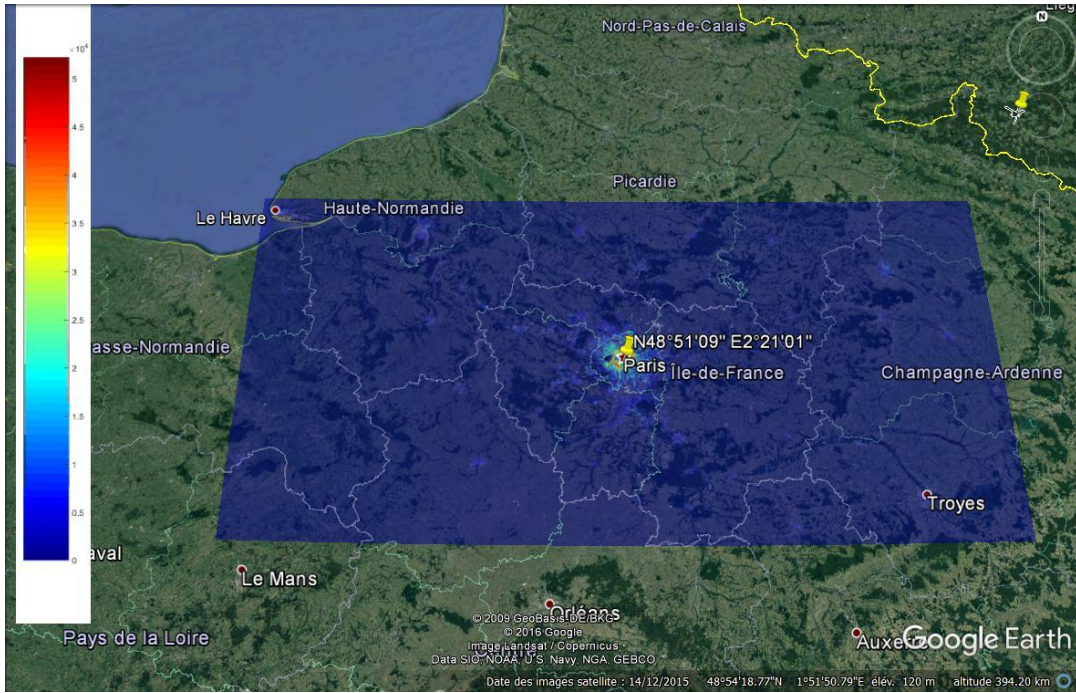 Liège
N
Nord-Pas-de-Calais
× 10⁴
5
4.5
4
3.5
3
2.5
2
1.5
1
0.5
0
Picardie
Le Havre
Haute-Normandie
asse-Normandie
N48°51'09" E2°21'01"
Paris
Île-de-France
Champagne-Ardenne
Troyes
aval
Le Mans
Orléans
© 2009 GeoBasis-DE/BKG
© 2016 Google
Image Landsat / Copernicus
Data SIO, NOAA, U.S. Navy, NGA, GEBCO
Centre
Pays de la Loire
Auxerre
Google Earth
Date des images satellite : 14/12/2015 48°54'18.77"N 1°51'50.79"E élév. 120 m altitude 394.20 km